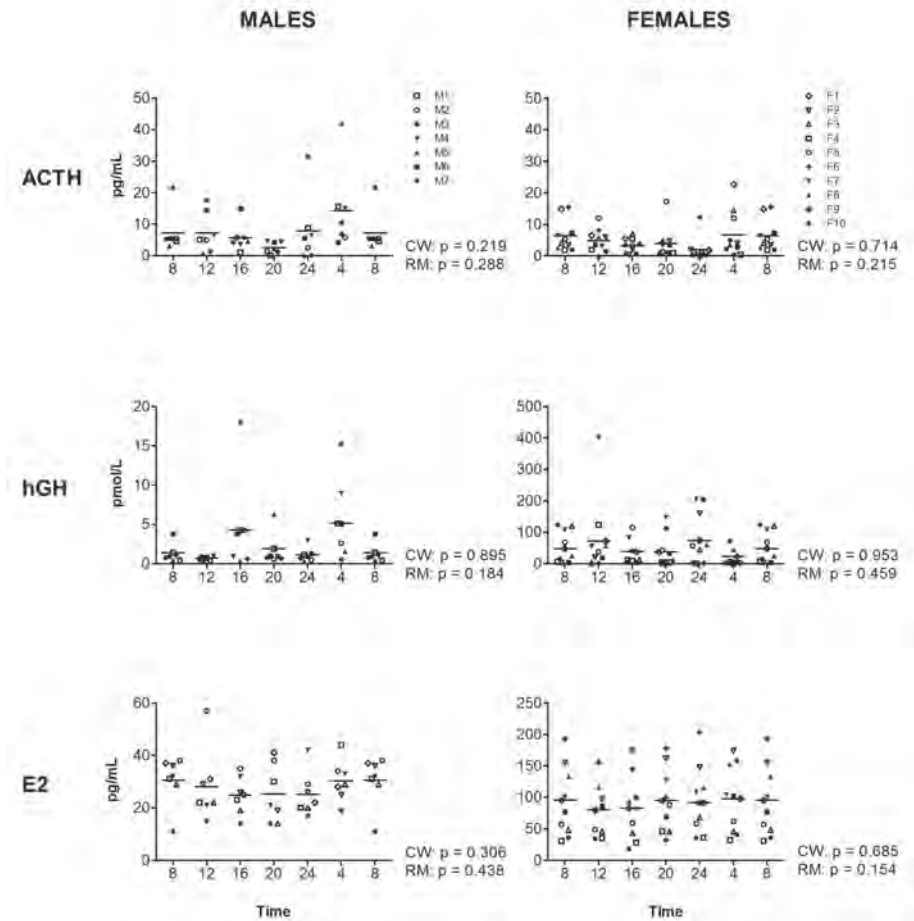 MALES
FEMALES
ACTH
pg/mL
50
40
30
20
10
0
8 12 16 20 24 4 8
M1
M2
M3
M4
M5
M6
M7
CW: p = 0.219
RM: p = 0.288
50
40
30
20
10
0
8 12 16 20 24 4 8
F1
F2
F3
F4
F5
F6
F7
F8
F9
F10
CW: p = 0.714
RM: p = 0.215
hGH
pmol/L
20
15
10
5
0
8 12 16 20 24 4 8
CW: p = 0.895
RM: p = 0.184
500
400
300
200
100
0
8 12 16 20 24 4 8
CW: p = 0.953
RM: p = 0.459
E2
pg/mL
60
40
20
0
8 12 16 20 24 4 8
Time
CW: p = 0.306
RM: p = 0.438
250
200
150
100
50
0
8 12 16 20 24 4 8
Time
CW: p = 0.685
RM: p = 0.154